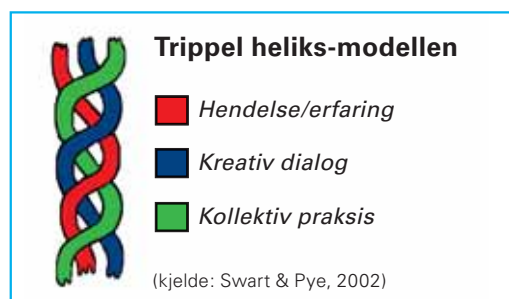 Trippel heliks-modellen
Hendelse/erfaring
Kreativ dialog
Kollektiv praksis
(kjelde: Swart & Pye, 2002)